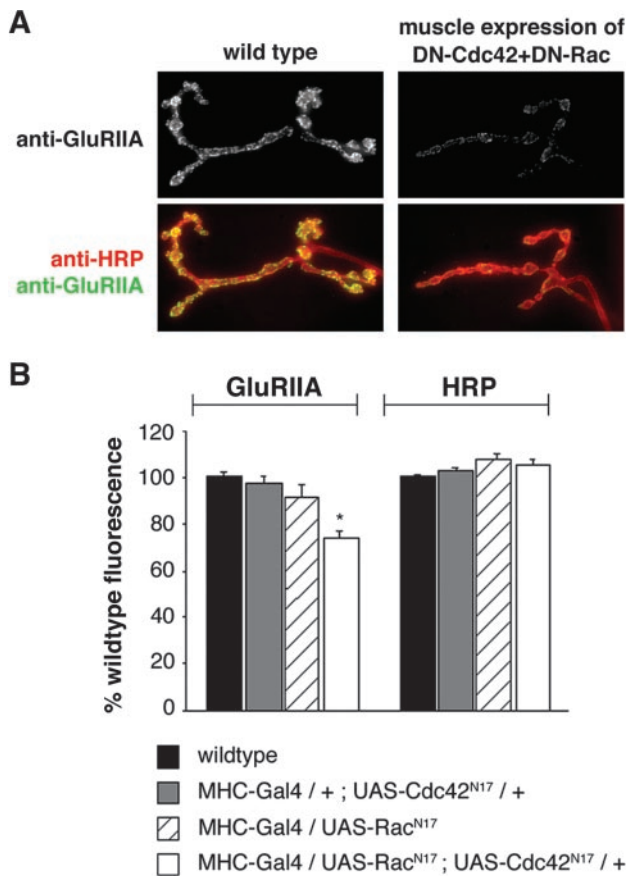 A
wild type
muscle expression of
DN-Cdc42+DN-Rac
anti-GluRIIA
anti-HRP
anti-GluRIIA
B
GluRIIA
HRP
% wildtype fluorescence
120
100
80
60
40
20
0
*
wildtype
MHC-Gal4 / + ; UAS-Cdc42ᴺ¹⁷ / +
MHC-Gal4 / UAS-Racᴺ¹⁷
MHC-Gal4 / UAS-Racᴺ¹⁷ ; UAS-Cdc42ᴺ¹⁷ / +